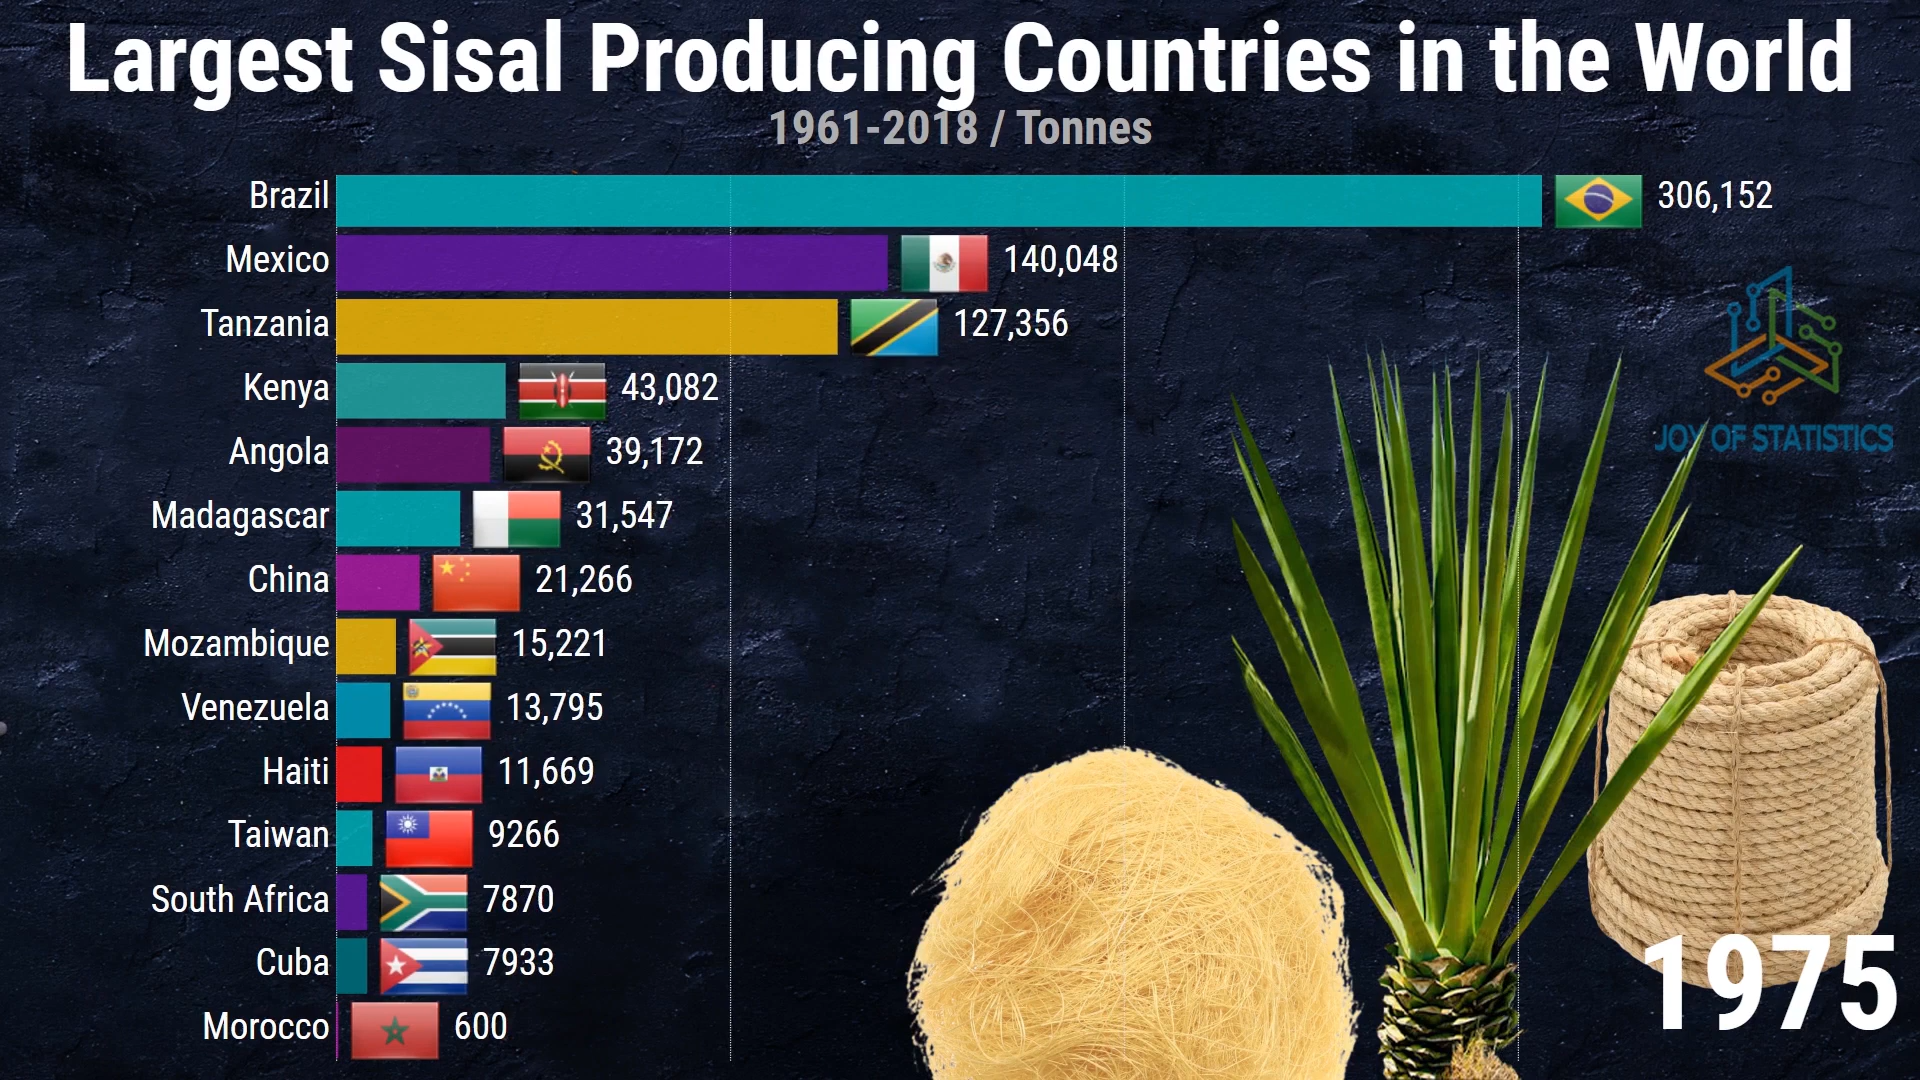 Largest Sisal Producing Countries in the World
1961-2018 / Tonnes
Brazil 306,152
Mexico 140,048
Tanzania 127,356
Kenya 43,082
Angola 39,172
Madagascar 31,547
China 21,266
Mozambique 15,221
Venezuela 13,795
Haiti 11,669
Taiwan 9266
South Africa 7870
Cuba 7933
Morocco 600
JOY OF STATISTICS
1975